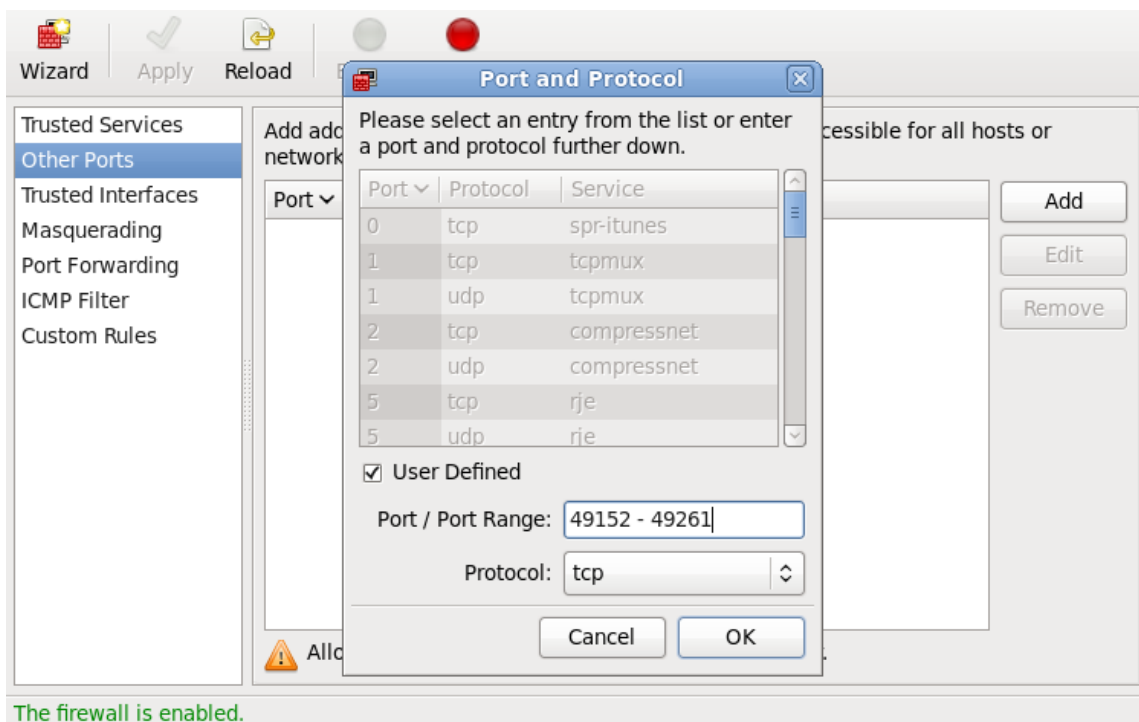 Wizard Apply Reload
Port and Protocol
Trusted Services
Other Ports
Trusted Interfaces
Masquerading
Port Forwarding
ICMP Filter
Custom Rules
Add
network
cessible for all hosts or
Port
Add
Edit
Remove
Please select an entry from the list or enter
a port and protocol further down.
Port Protocol Service
0 tcp spr-itunes
1 tcp tcpmux
1 udp tcpmux
2 tcp compressnet
2 udp compressnet
5 tcp rje
5 udp rje
User Defined
Port / Port Range: 49152 - 49261
Protocol: tcp
Cancel OK
The firewall is enabled.